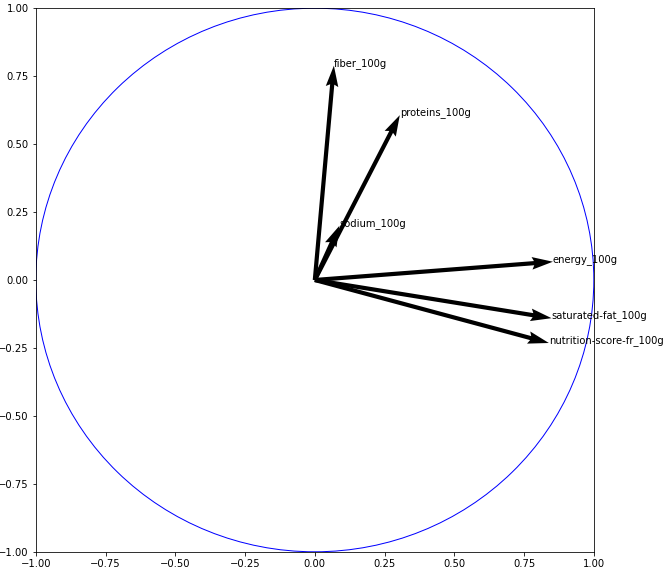 1.00
0.75
0.50
0.25
0.00
−0.25
−0.50
−0.75
−1.00
fiber_100g
proteins_100g
sodium_100g
energy_100g
saturated-fat_100g
nutrition-score-fr_100g
−1.00 −0.75 −0.50 −0.25 0.00 0.25 0.50 0.75 1.00